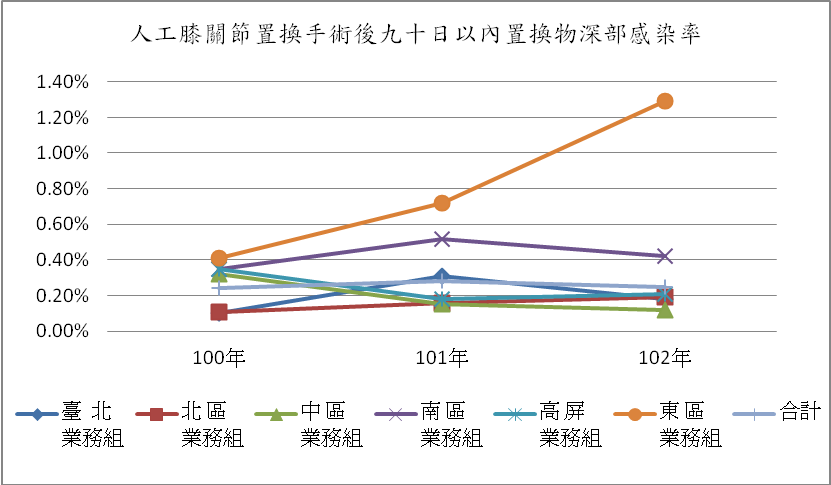 人工膝關節置換手術後九十日以內置換物深部感染率
1.40%
1.20%
1.00%
0.80%
0.60%
0.40%
0.20%
0.00%
100年 101年 102年
臺 北 業務組
北 區 業務組
中 區 業務組
南 區 業務組
高 屏 業務組
東 區 業務組
合計